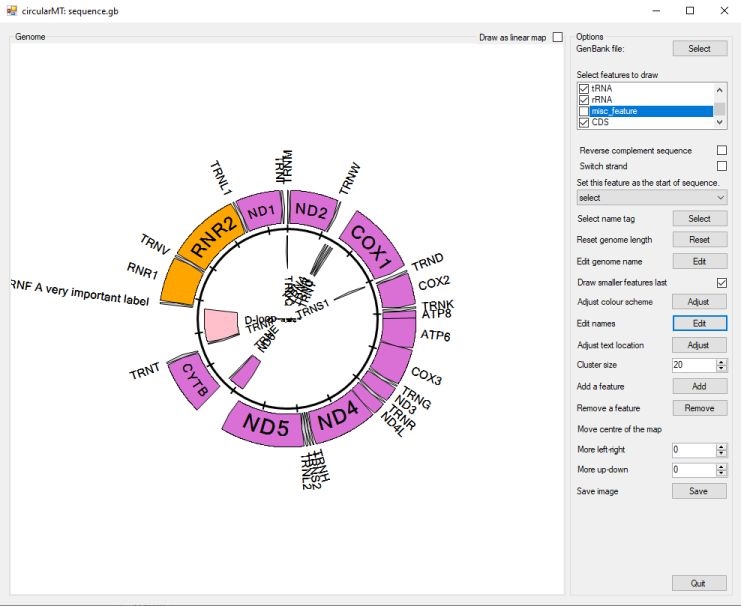 circularMT: sequence.gb
Genome
Draw as linear map
Options
GenBank file:
Select
Select features to draw
tRNA
rRNA
misc_feature
CDS
Reverse complement sequence
Switch strand
Set this feature as the start of sequence.
select
Select name tag
Select
Reset genome length
Reset
Edit genome name
Edit
Draw smaller features last
Adjust colour scheme
Adjust
Edit names
Edit
Adjust text location
Adjust
Cluster size
20
Add a feature
Add
Remove a feature
Remove
Move centre of the map
More left-right
0
More up-down
0
Save image
Save
Quit
TRNM
TRNW
TRNL1
ND1
ND2
RNR2
COX1
TRNV
RNR1
RNF A very important label
TRND
COX2
TRNK
ATP8
ATP6
COX3
TRNG
ND3
TRNR
ND4L
ND4
TRNH
TRNS2
TRNL2
ND5
CYTB
TRNT
D-loop
TRNP
TRNE
ND6
TRNS1